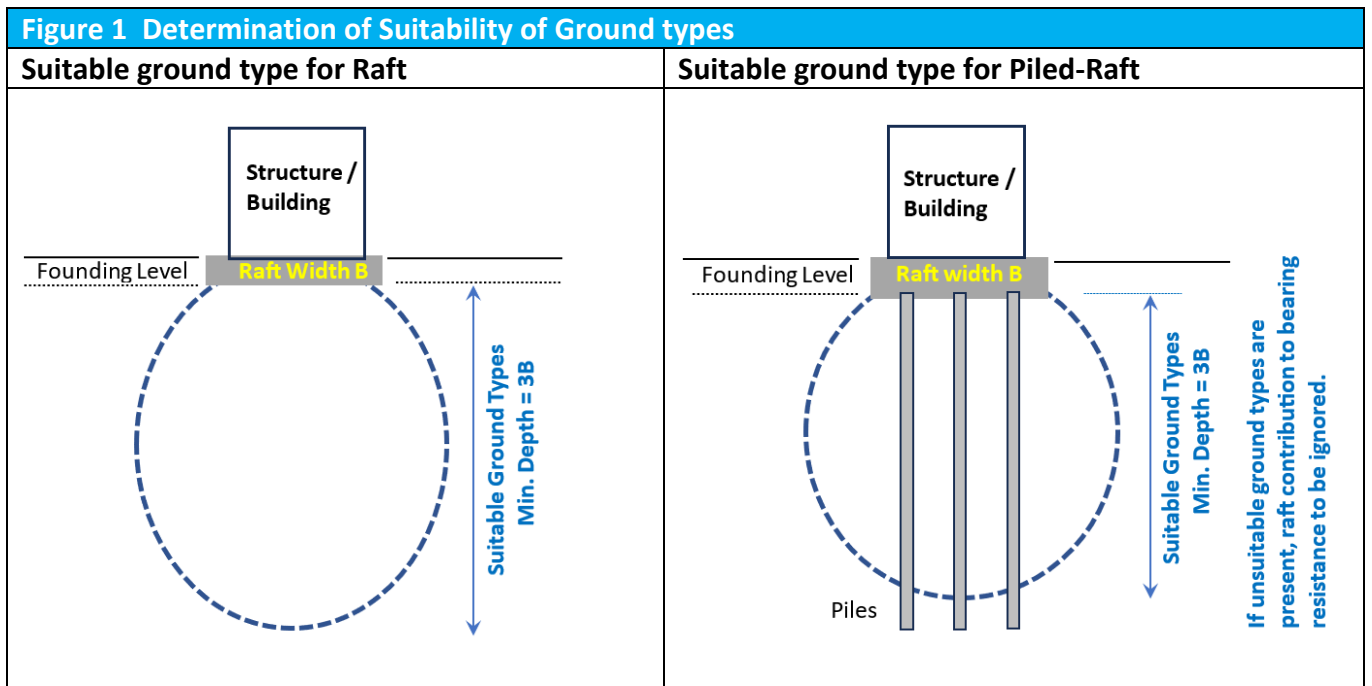 Figure 1 Determination of Suitability of Ground types
Suitable ground type for Raft
Suitable ground type for Piled-Raft
Structure /
Building
Founding Level
Raft Width B
Suitable Ground Types
Min. Depth = 3B
Structure /
Building
Founding Level
Raft width B
Suitable Ground Types
Min. Depth = 3B
Piles
If unsuitable ground types are
present, raft contribution to bearing
resistance to be ignored.